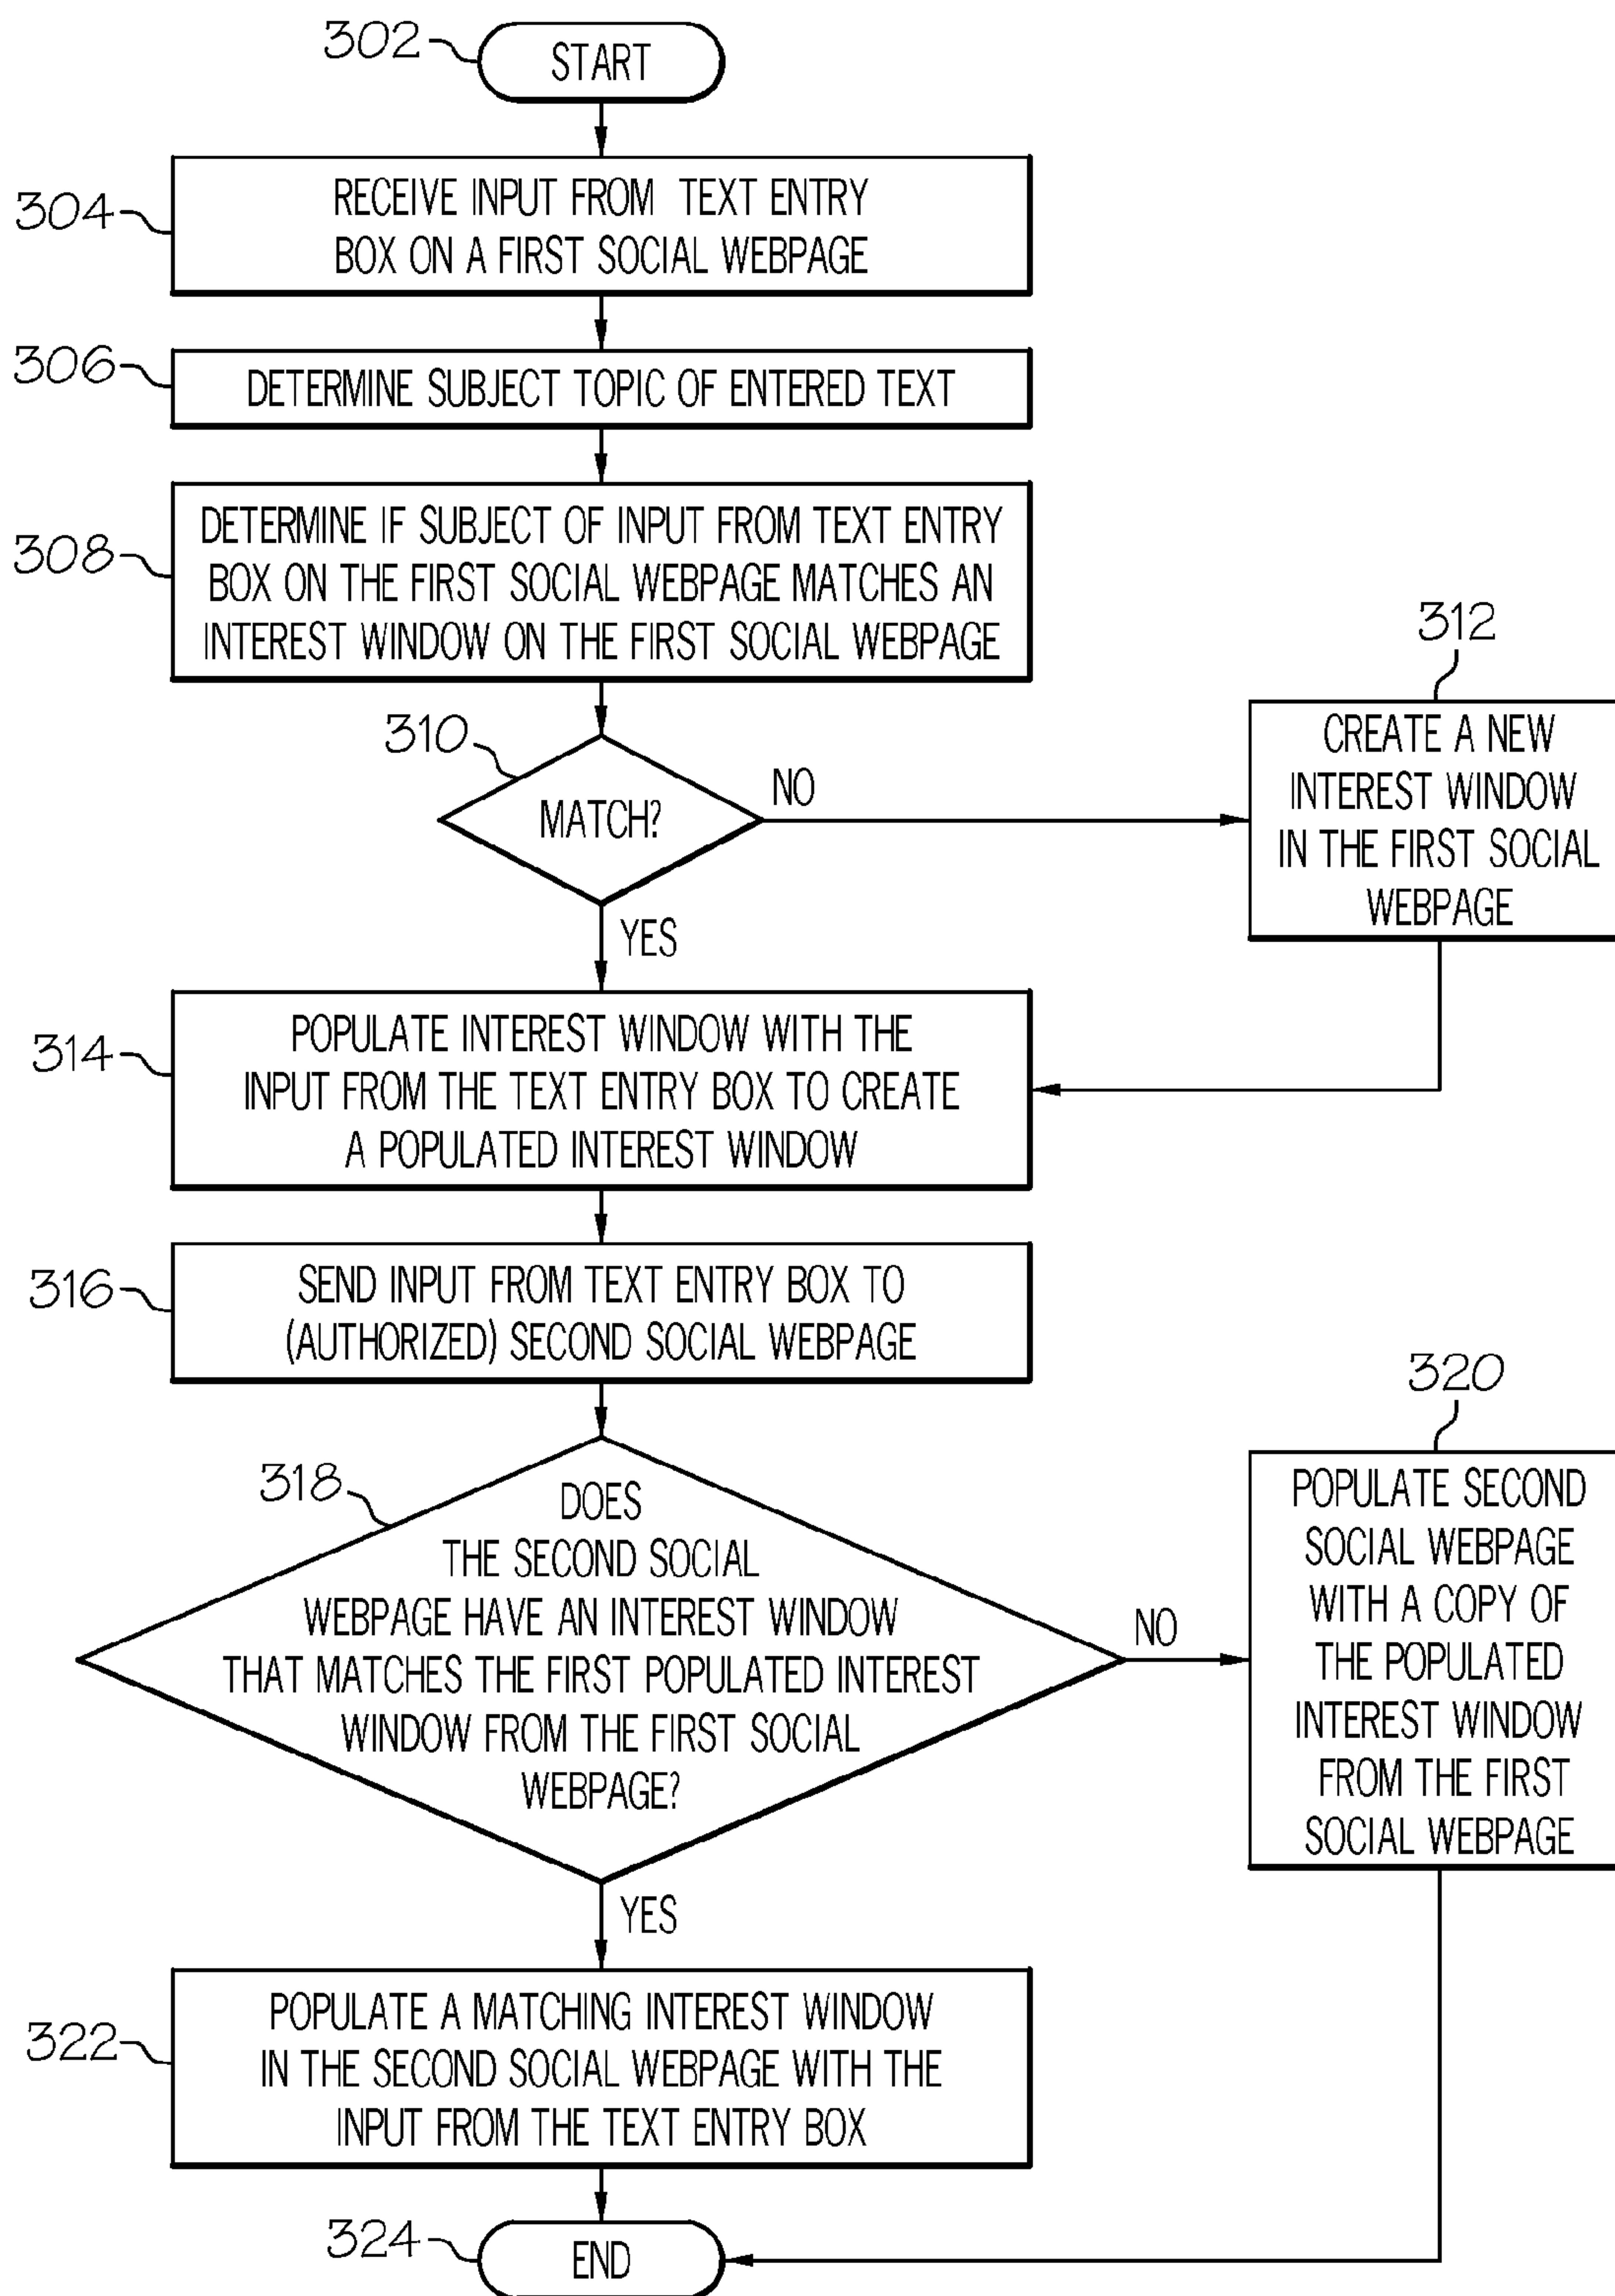 302
START
304
RECEIVE INPUT FROM TEXT ENTRY
BOX ON A FIRST SOCIAL WEBPAGE
306
DETERMINE SUBJECT TOPIC OF ENTERED TEXT
308
DETERMINE IF SUBJECT OF INPUT FROM TEXT ENTRY
BOX ON THE FIRST SOCIAL WEBPAGE MATCHES AN
INTEREST WINDOW ON THE FIRST SOCIAL WEBPAGE
310
MATCH?
NO
312
CREATE A NEW
INTEREST WINDOW
IN THE FIRST SOCIAL
WEBPAGE
YES
314
POPULATE INTEREST WINDOW WITH THE
INPUT FROM THE TEXT ENTRY BOX TO CREATE
A POPULATED INTEREST WINDOW
316
SEND INPUT FROM TEXT ENTRY BOX TO
(AUTHORIZED) SECOND SOCIAL WEBPAGE
318
DOES
THE SECOND SOCIAL
WEBPAGE HAVE AN INTEREST WINDOW
THAT MATCHES THE FIRST POPULATED INTEREST
WINDOW FROM THE FIRST SOCIAL
WEBPAGE?
NO
320
POPULATE SECOND
SOCIAL WEBPAGE
WITH A COPY OF
THE POPULATED
INTEREST WINDOW
FROM THE FIRST
SOCIAL WEBPAGE
YES
322
POPULATE A MATCHING INTEREST WINDOW
IN THE SECOND SOCIAL WEBPAGE WITH THE
INPUT FROM THE TEXT ENTRY BOX
324
END